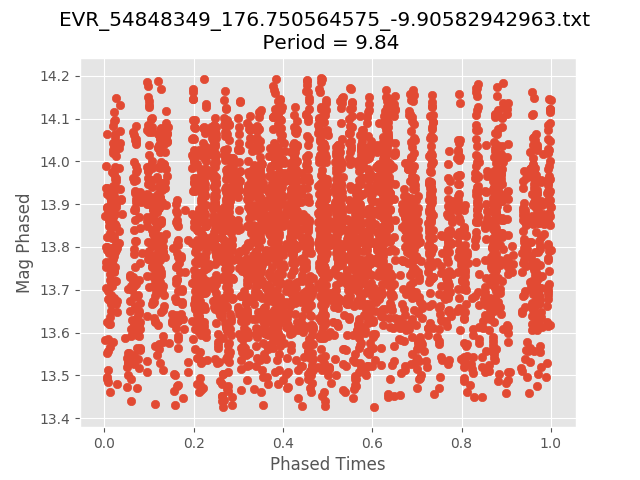 EVR_54848349_176.750564575_-9.90582942963.txt
Period = 9.84
14.2
14.1
14.0
13.9
13.8
13.7
13.6
13.5
13.4
Mag Phased
0.0 0.2 0.4 0.6 0.8 1.0
Phased Times